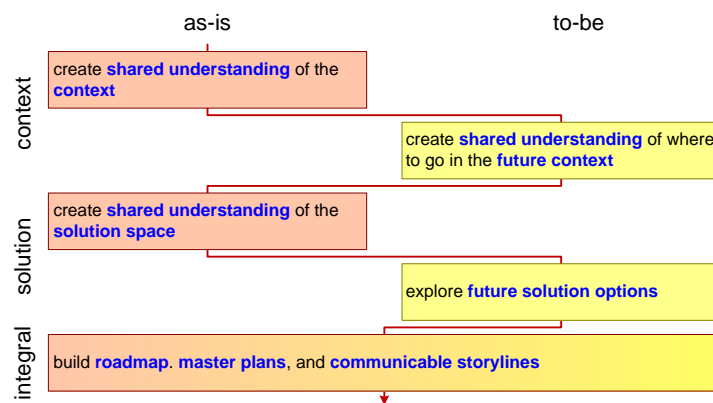 as-is
to-be
context
create shared understanding of the
context
create shared understanding of where
to go in the future context
solution
create shared understanding of the
solution space
explore future solution options
integral
build roadmap. master plans, and communicable storylines